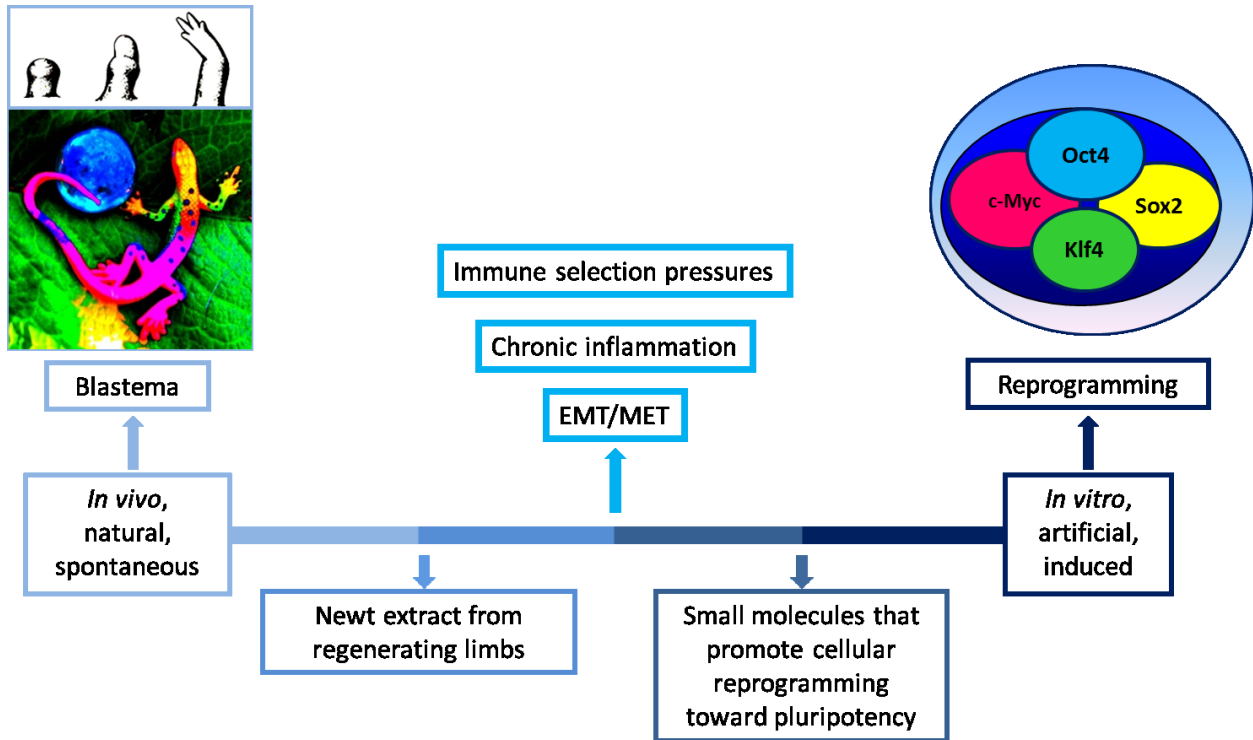 Oct4
c-Myc
Sox2
Klf4
Immune selection pressures
Chronic inflammation
EMT/MET
Blastema
Reprogramming
In vivo,
natural,
spontaneous
In vitro,
artificial,
induced
Newt extract from
regenerating limbs
Small molecules that
promote cellular
reprogramming
toward pluripotency